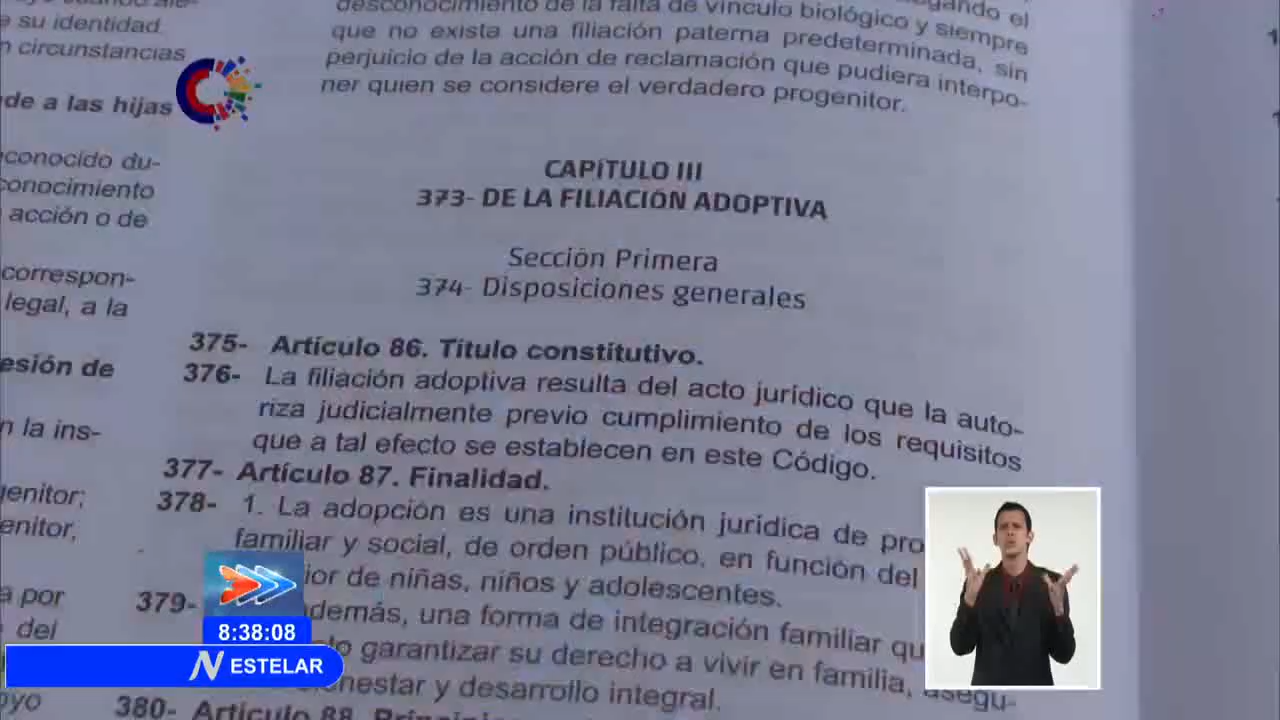 su identidad.
circunstancias
de a las hijas
conocido du-
conocimiento
acción o de
correspon-
legal, a la
esión de
la ins-
genitor;
genitor,
a por
del
desconocimiento de la falta de vínculo biológico y siempre
que no exista una filiación paterna predeterminada, sin
perjuicio de la acción de reclamación que pudiera interpo-
ner quien se considere el verdadero progenitor.
CAPÍTULO III
373- DE LA FILIACIÓN ADOPTIVA
Sección Primera
374- Disposiciones generales
375- Artículo 86. Título constitutivo.
376- La filiación adoptiva resulta del acto jurídico que la auto-
riza judicialmente previo cumplimiento de los requisitos
que a tal efecto se establecen en este Código.
377- Artículo 87. Finalidad.
378- 1. La adopción es una institución jurídica de pro
familiar y social, de orden público, en función del
ior de niñas, niños y adolescentes.
379- además, una forma de integración familiar qu
garantizar su derecho a vivir en familia, asegu-
bienestar y desarrollo integral.
380- Artículo 88.
8:38:08
N ESTELAR